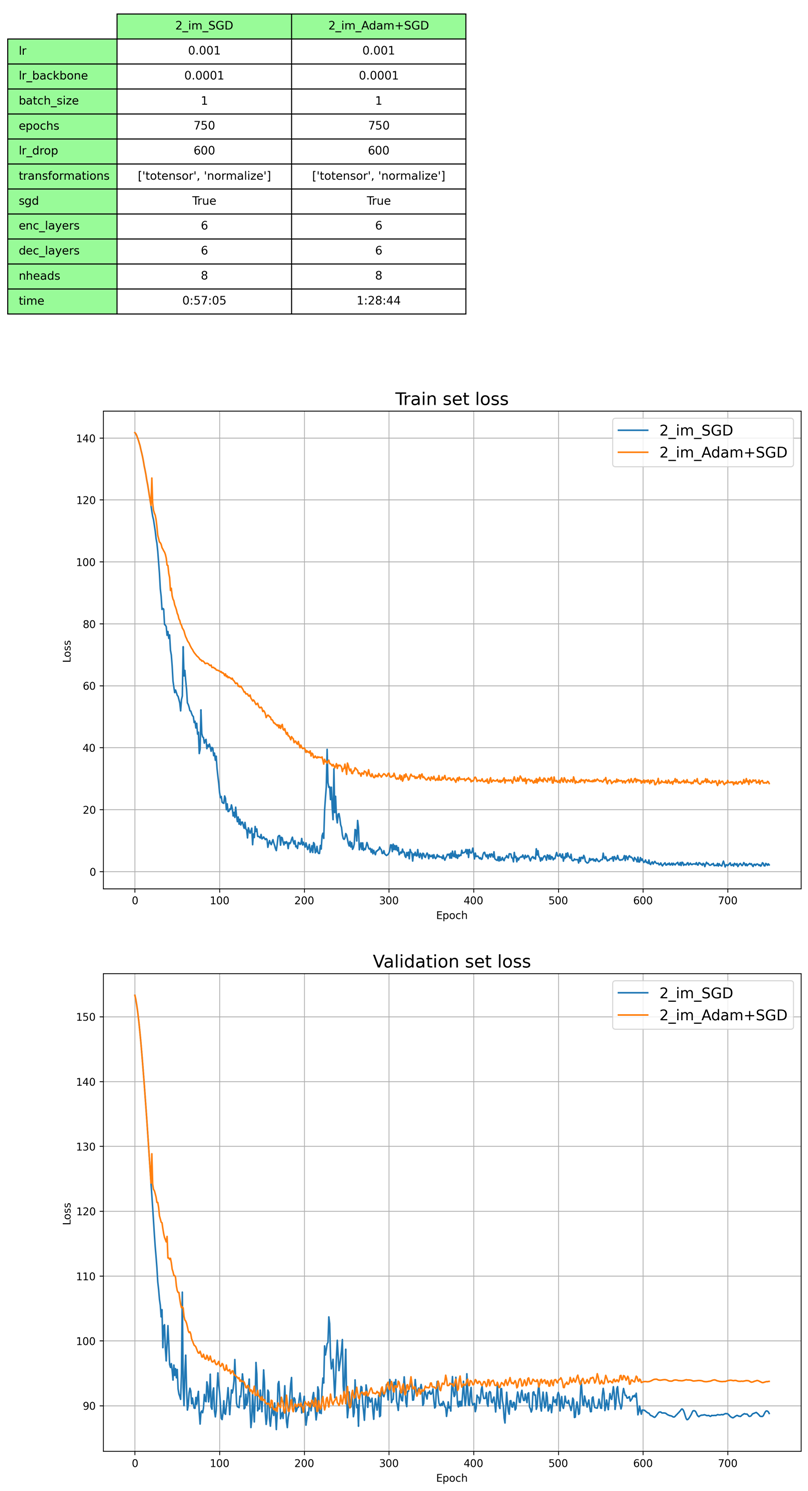 2_im_SGD 2_im_Adam+SGD
lr 0.001 0.001
lr_backbone 0.0001 0.0001
batch_size 1 1
epochs 750 750
lr_drop 600 600
transformations ['totensor', 'normalize'] ['totensor', 'normalize']
sgd True True
enc_layers 6 6
dec_layers 6 6
nheads 8 8
time 0:57:05 1:28:44
Train set loss
2_im_SGD
2_im_Adam+SGD
140
120
100
80
60
40
20
0
Loss
0 100 200 300 400 500 600 700
Epoch
Validation set loss
2_im_SGD
2_im_Adam+SGD
150
140
130
120
110
100
90
Loss
0 100 200 300 400 500 600 700
Epoch